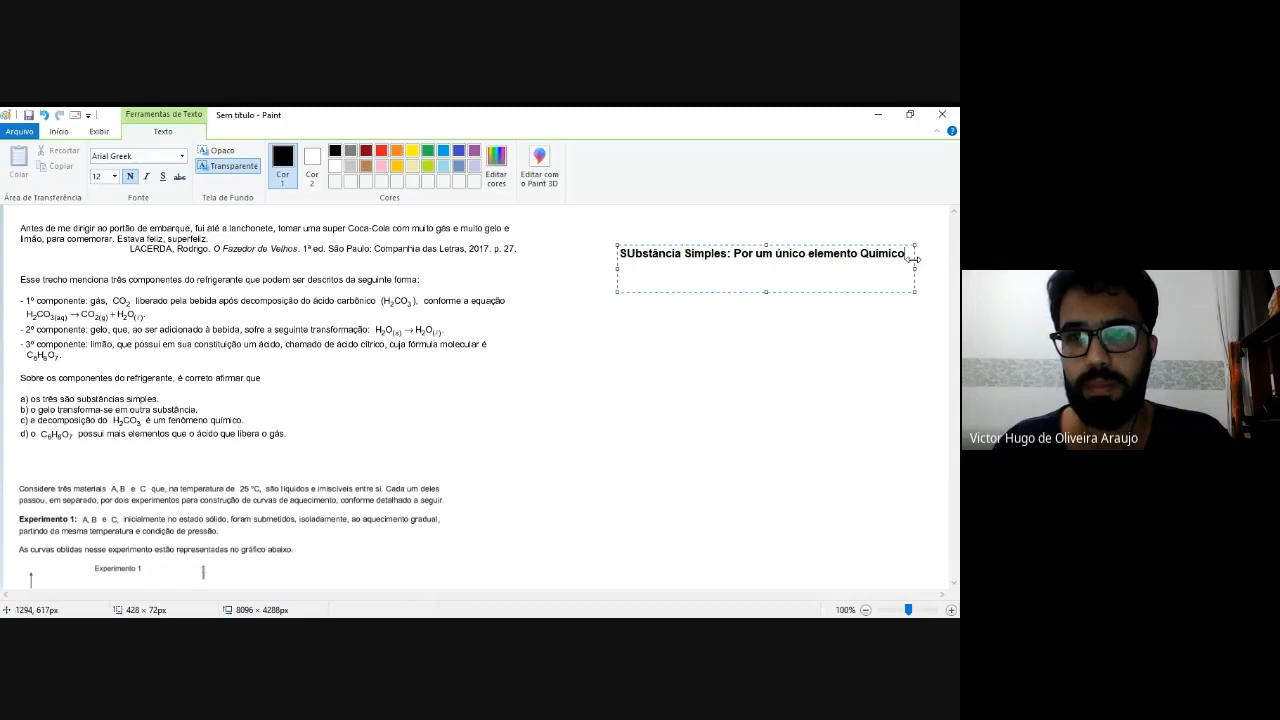 Ferramentas de Texto
Sem título - Paint
Arquivo
Início
Exibir
Texto
Colar
Recortar
Copiar
Área de Transferência
Arial Greek
12
N
I
S
abc
Fonte
Opaco
Transparente
Tela de Fundo
Cor 1
Cor 2
Editar cores
Cores
Editar com o Paint 3D
Antes de me dirigir ao portão de embarque, fui até a lanchonete, tomar uma super Coca-Cola com muito gás e muito gelo e
limão, para comemorar. Estava feliz, superfeliz.
LACERDA, Rodrigo. O Fazedor de Velhos. 1ª ed. São Paulo: Companhia das Letras, 2017. p. 27.
Esse trecho menciona três componentes do refrigerante que podem ser descritos da seguinte forma:
- 1º componente: gás, CO₂ liberado pela bebida após decomposição do ácido carbônico (H₂CO₃), conforme a equação
H₂CO₃(aq) → CO₂(g) + H₂O(ℓ).
- 2º componente: gelo, que, ao ser adicionado à bebida, sofre a seguinte transformação: H₂O(s) → H₂O(ℓ).
- 3º componente: limão, que possui em sua constituição um ácido, chamado de ácido cítrico, cuja fórmula molecular é
C₆H₈O₇.
Sobre os componentes do refrigerante, é correto afirmar que
a) os três são substâncias simples.
b) o gelo transforma-se em outra substância.
c) a decomposição do H₂CO₃ é um fenômeno químico.
d) o C₆H₈O₇ possui mais elementos que o ácido que libera o gás.
SUbstância Simples: Por um único elemento Químico
Considere três materiais A, B e C que, na temperatura de 25 ºC, são líquidos e imiscíveis entre si. Cada um deles
passou, em separado, por dois experimentos para construção de curvas de aquecimento, conforme detalhado a seguir.
Experimento 1: A, B e C, inicialmente no estado sólido, foram submetidos, isoladamente, ao aquecimento gradual,
partindo da mesma temperatura e condição de pressão.
As curvas obtidas nesse experimento estão representadas no gráfico abaixo.
Experimento 1
1294, 617px
428 × 72px
8096 × 4288px
100%
Victor Hugo de Oliveira Araujo